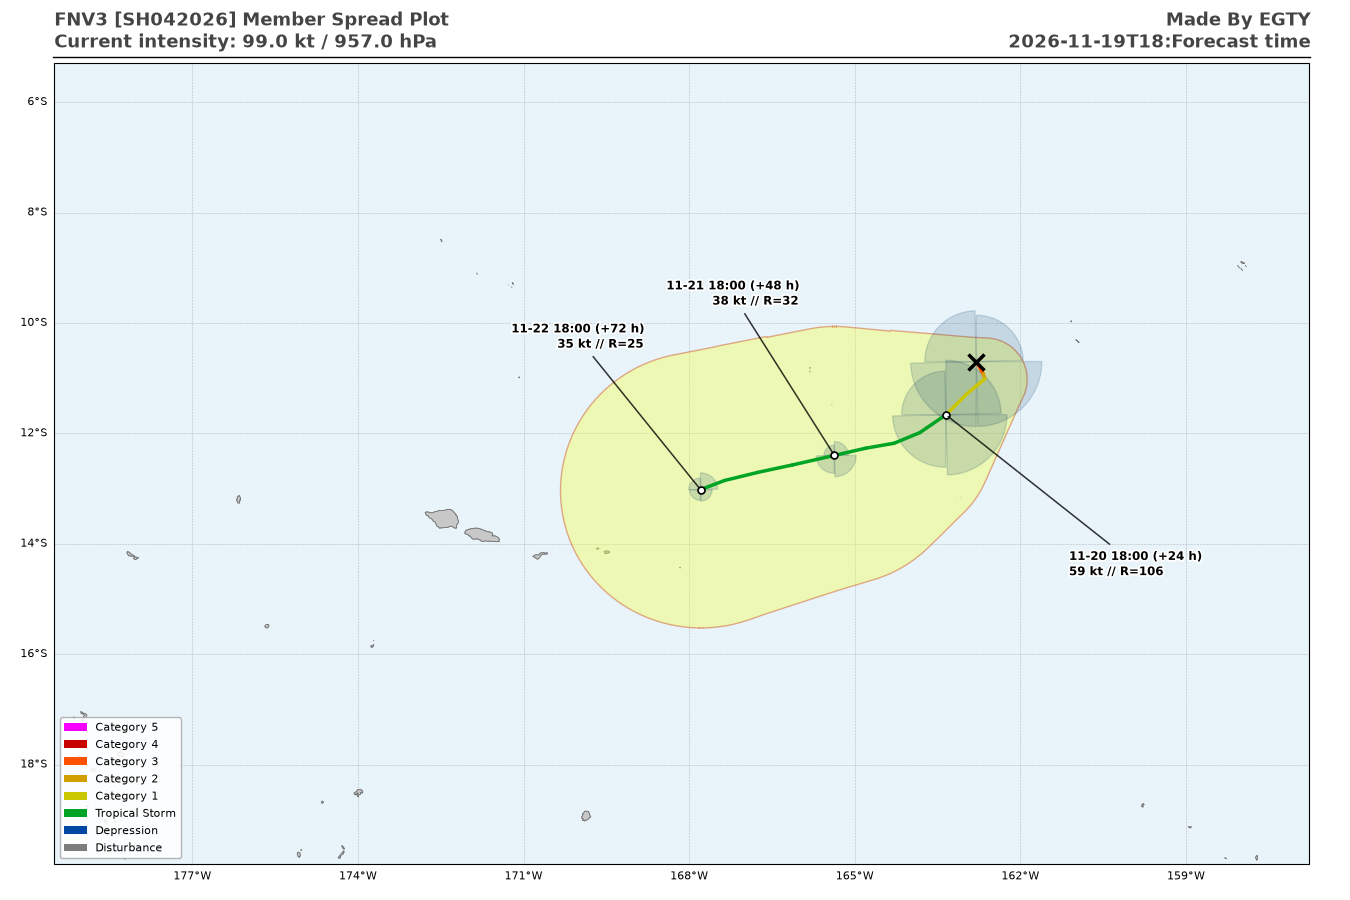 FNV3 [SH042026] Member Spread Plot
Made By EGTY
Current intensity: 99.0 kt / 957.0 hPa
2026-11-19T18:Forecast time
6°S
8°S
10°S
12°S
14°S
16°S
18°S
11-21 18:00 (+48 h)
38 kt // R=32
11-22 18:00 (+72 h)
35 kt // R=25
11-20 18:00 (+24 h)
59 kt // R=106
Category 5
Category 4
Category 3
Category 2
Category 1
Tropical Storm
Depression
Disturbance
177°W
174°W
171°W
168°W
165°W
162°W
159°W